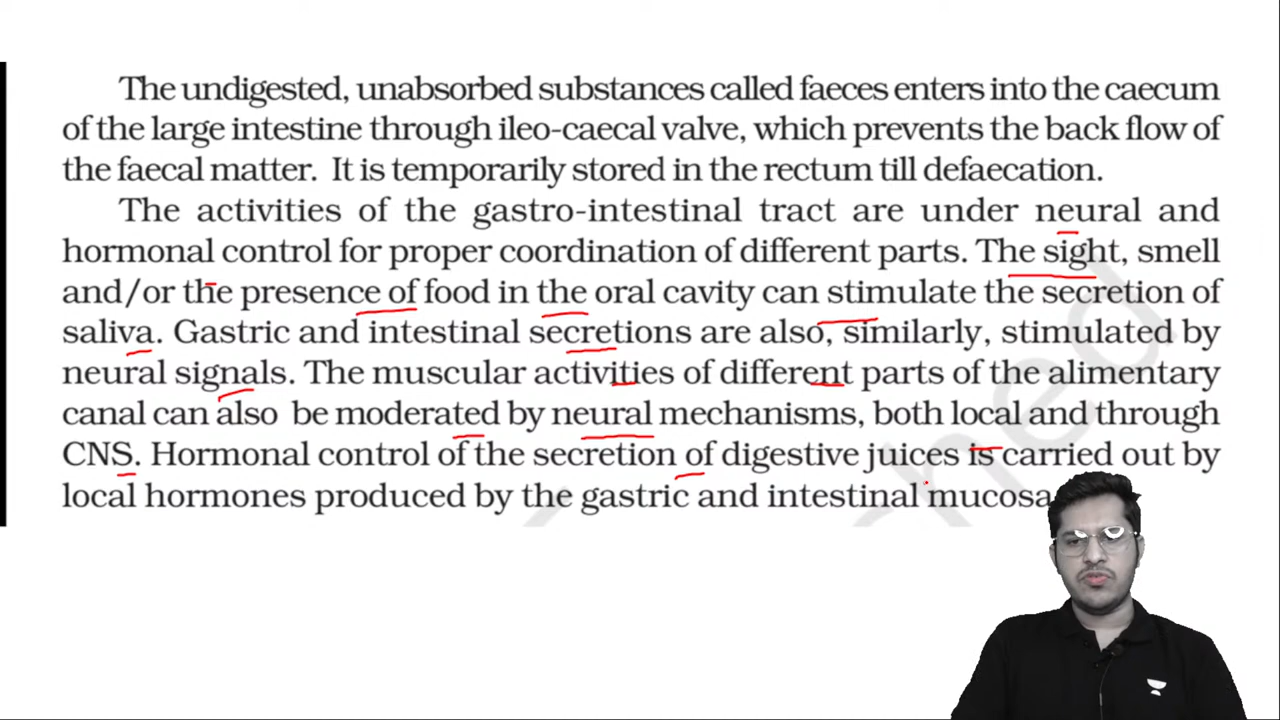 The undigested, unabsorbed substances called faeces enters into the caecum
of the large intestine through ileo-caecal valve, which prevents the back flow of
the faecal matter. It is temporarily stored in the rectum till defaecation.
The activities of the gastro-intestinal tract are under neural and
hormonal control for proper coordination of different parts. The sight, smell
and/or the presence of food in the oral cavity can stimulate the secretion of
saliva. Gastric and intestinal secretions are also, similarly, stimulated by
neural signals. The muscular activities of different parts of the alimentary
canal can also be moderated by neural mechanisms, both local and through
CNS. Hormonal control of the secretion of digestive juices is carried out by
local hormones produced by the gastric and intestinal mucosa